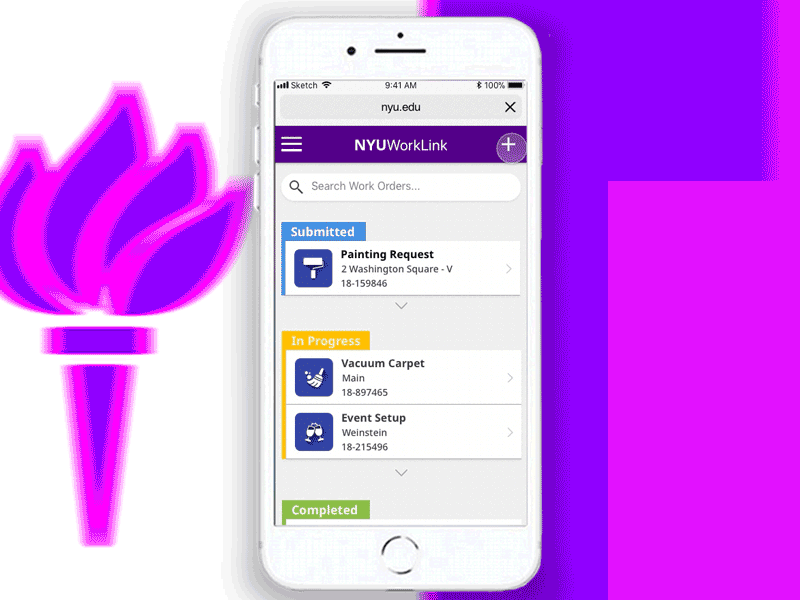 Sketch 9:41 AM 100%
nyu.edu
NYUWorkLink
Search Work Orders...
Submitted
Painting Request
2 Washington Square - V
18-159846
In Progress
Vacuum Carpet
Main
18-897465
Event Setup
Weinstein
18-215496
Completed